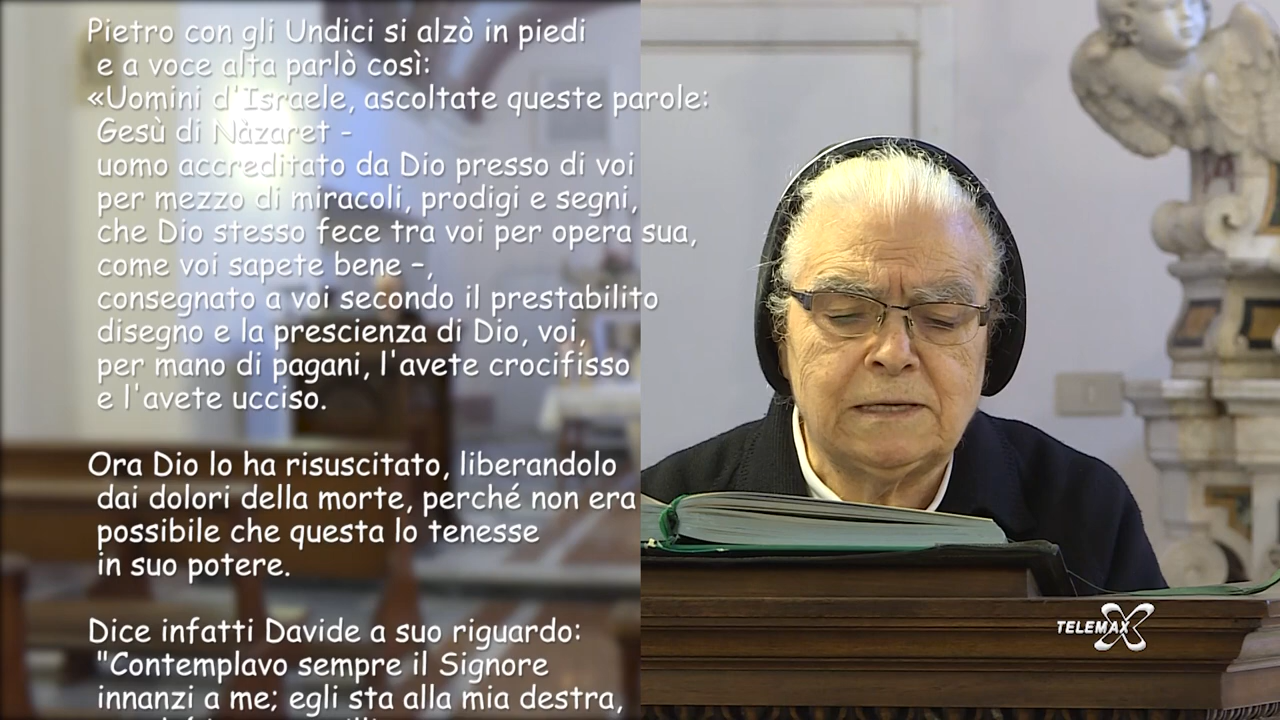 Pietro con gli Undici si alzò in piedi
e a voce alta parlò così:
«Uomini d'Israele, ascoltate queste parole:
Gesù di Nàzaret -
uomo accreditato da Dio presso di voi
per mezzo di miracoli, prodigi e segni,
che Dio stesso fece tra voi per opera sua,
come voi sapete bene –,
consegnato a voi secondo il prestabilito
disegno e la prescienza di Dio, voi,
per mano di pagani, l'avete crocifisso
e l'avete ucciso.
Ora Dio lo ha risuscitato, liberandolo
dai dolori della morte, perché non era
possibile che questa lo tenesse
in suo potere.
Dice infatti Davide a suo riguardo:
"Contemplavo sempre il Signore
innanzi a me; egli sta alla mia destra,
TELEMAX